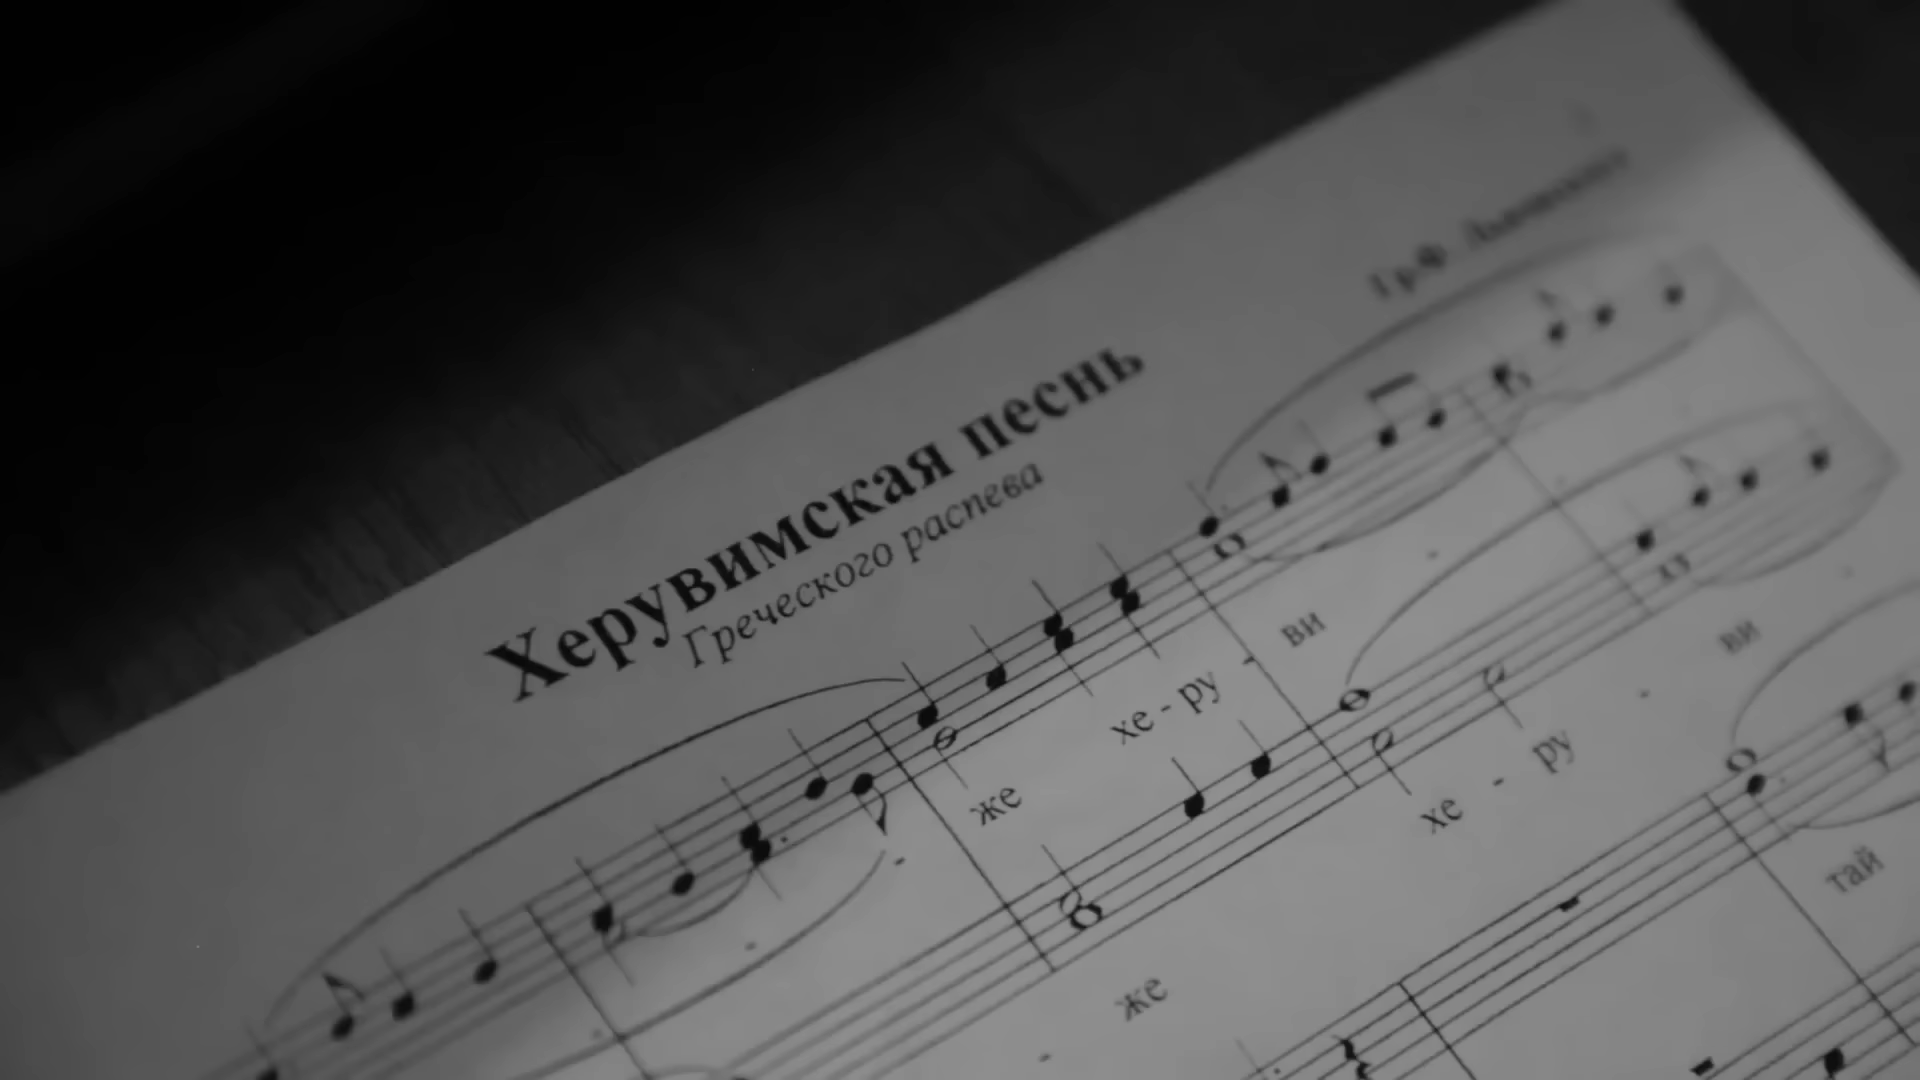 Херувимская песнь
Греческого распева
же хе - ру - ви
же хе - ру ви
тай